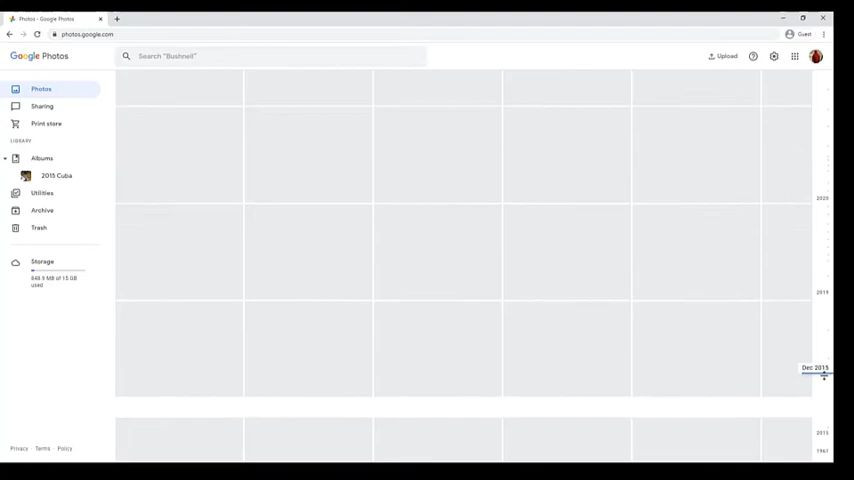 Photos - Google Photos
photos.google.com
Guest
Google Photos
Search "Bushnell"
Upload
Photos
Sharing
Print store
LIBRARY
Albums
2015 Cuba
Utilities
Archive
Trash
Storage
848.9 MB of 15 GB
used
2020
2019
Dec 2015
2011
1961
Privacy · Terms · Policy